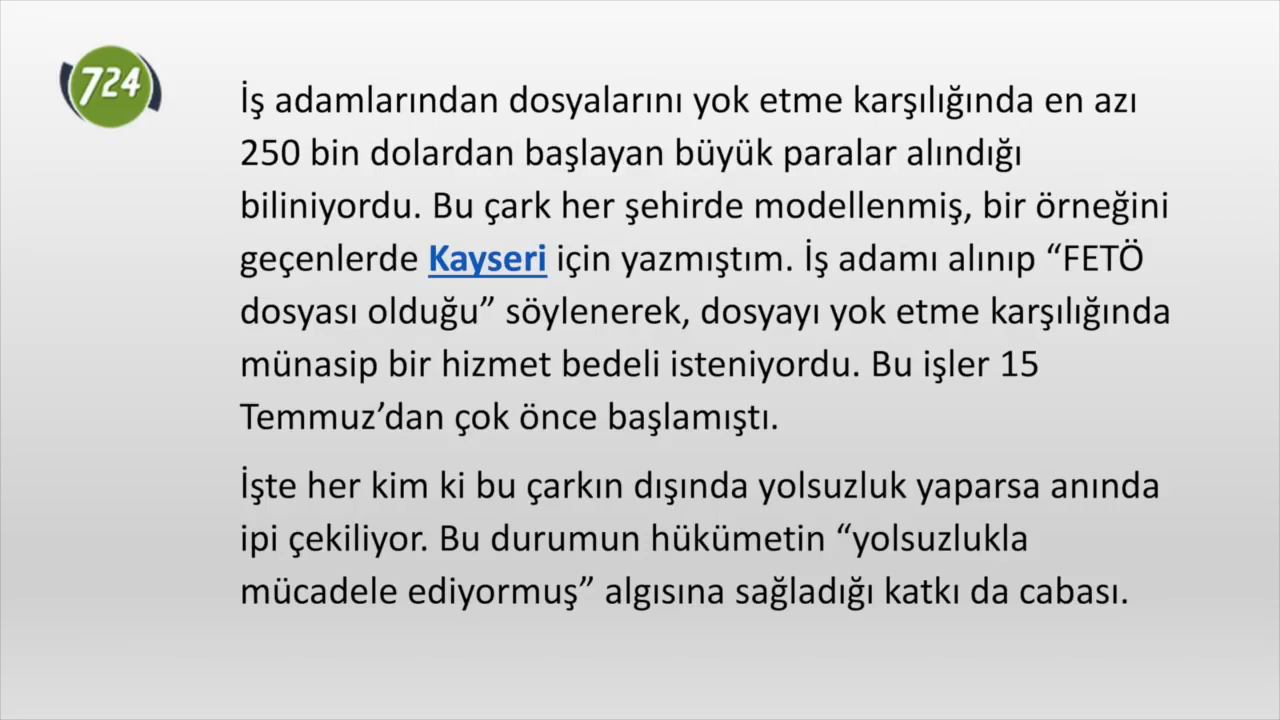 724
İş adamlarından dosyalarını yok etme karşılığında en azı
250 bin dolardan başlayan büyük paralar alındığı
biliniyordu. Bu çark her şehirde modellenmiş, bir örneğini
geçenlerde Kayseri için yazmıştım. İş adamı alınıp “FETÖ
dosyası olduğu” söylenerek, dosyayı yok etme karşılığında
münasip bir hizmet bedeli isteniyordu. Bu işler 15
Temmuz’dan çok önce başlamıştı.
İşte her kim ki bu çarkın dışında yolsuzluk yaparsa anında
ipi çekiliyor. Bu durumun hükümetin “yolsuzlukla
mücadele ediyormuş” algısına sağladığı katkı da cabası.